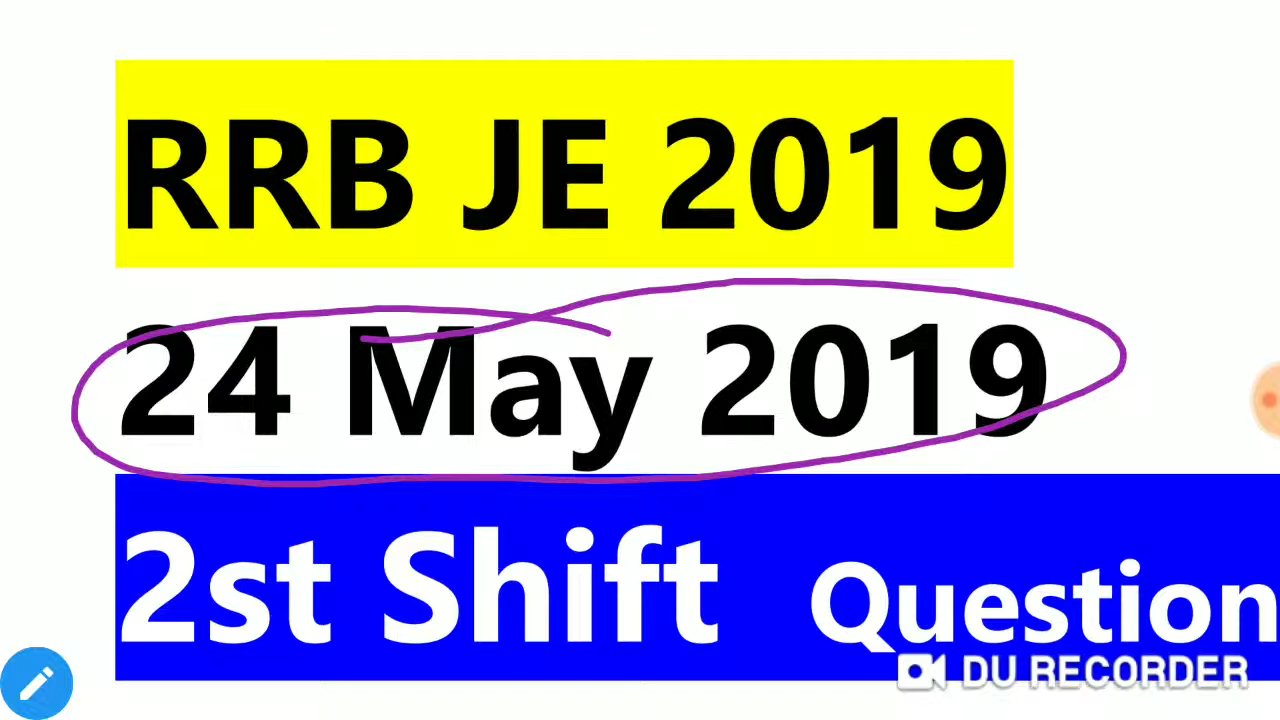 RRB JE 2019
24 May 2019
2st Shift Question
DU RECORDER